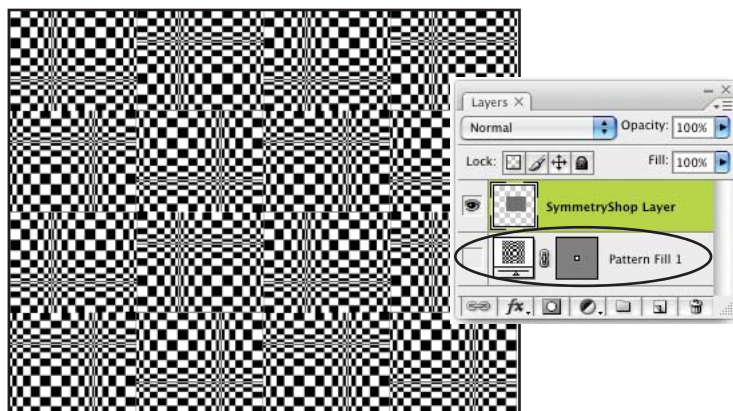 Layers ×
Normal Opacity: 100%
Lock: Fill: 100%
SymmetryShop Layer
Pattern Fill 1
fx